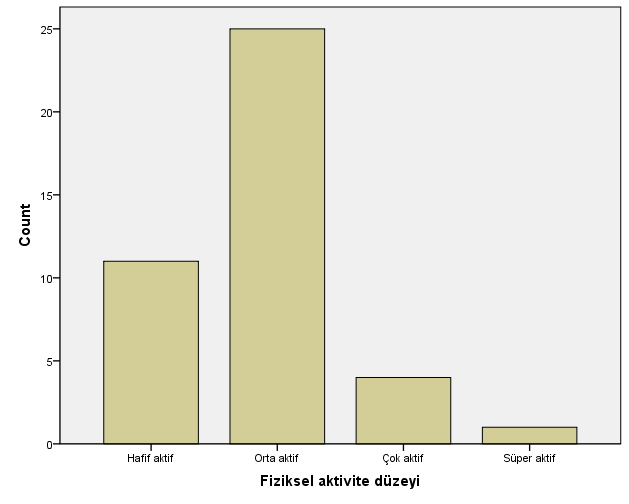 25
20
15
10
5
0
Count
Hafif aktif
Orta aktif
Çok aktif
Süper aktif
Fiziksel aktivite düzeyi